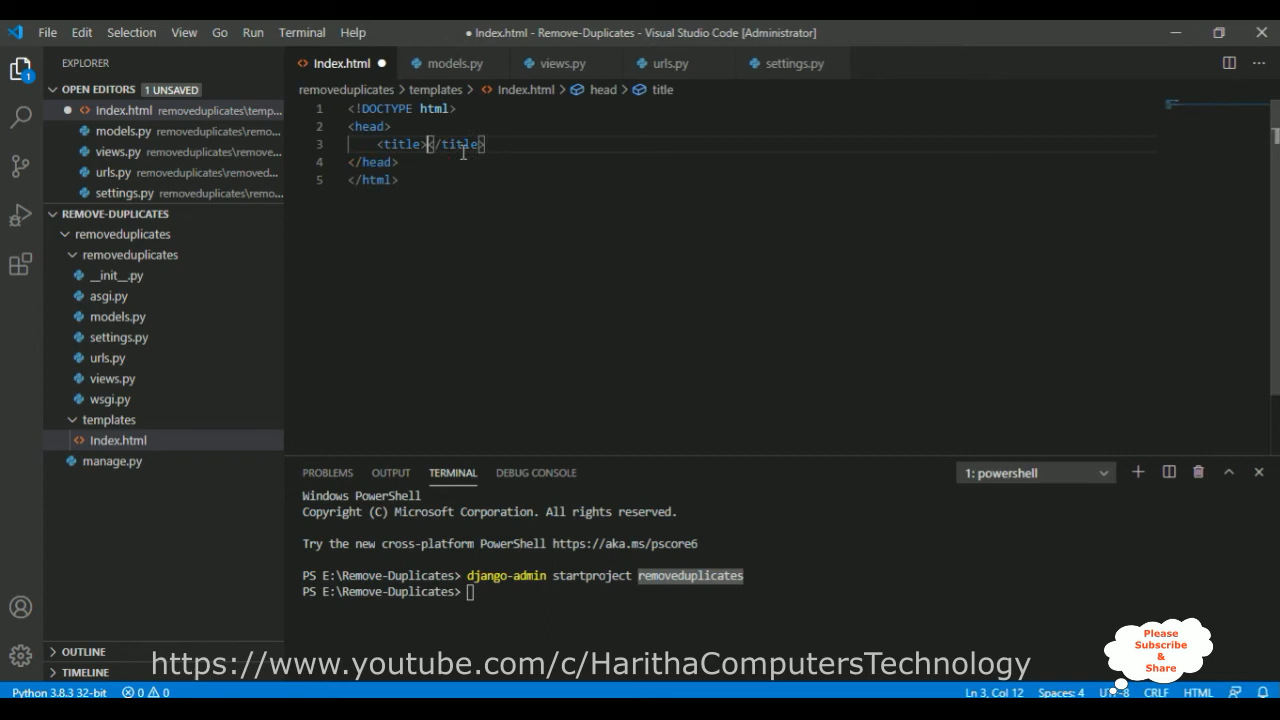 File Edit Selection View Go Run Terminal Help
● Index.html - Remove-Duplicates - Visual Studio Code [Administrator]
EXPLORER
Index.html
models.py
views.py
urls.py
settings.py
OPEN EDITORS 1 UNSAVED
removeduplicates > templates > Index.html > head > title
Index.html removeduplicates\temp...
models.py removeduplicates\remo...
views.py removeduplicates\remove...
urls.py removeduplicates\removed...
settings.py removeduplicates\remo...
REMOVE-DUPLICATES
removeduplicates
removeduplicates
__init__.py
asgi.py
models.py
settings.py
urls.py
views.py
wsgi.py
templates
Index.html
manage.py
OUTLINE
TIMELINE
1 <!DOCTYPE html>
2 <head>
3 <title></title>
4 </head>
5 </html>
PROBLEMS OUTPUT TERMINAL DEBUG CONSOLE
1: powershell
Windows PowerShell
Copyright (C) Microsoft Corporation. All rights reserved.
Try the new cross-platform PowerShell https://aka.ms/pscore6
PS E:\Remove-Duplicates> django-admin startproject removeduplicates
PS E:\Remove-Duplicates>
Please
Subscribe
&
Share
https://www.youtube.com/c/HarithaComputersTechnology
Python 3.8.3 32-bit 0 0
Ln 3, Col 12 Spaces: 4 UTF-8 CRLF HTML
1